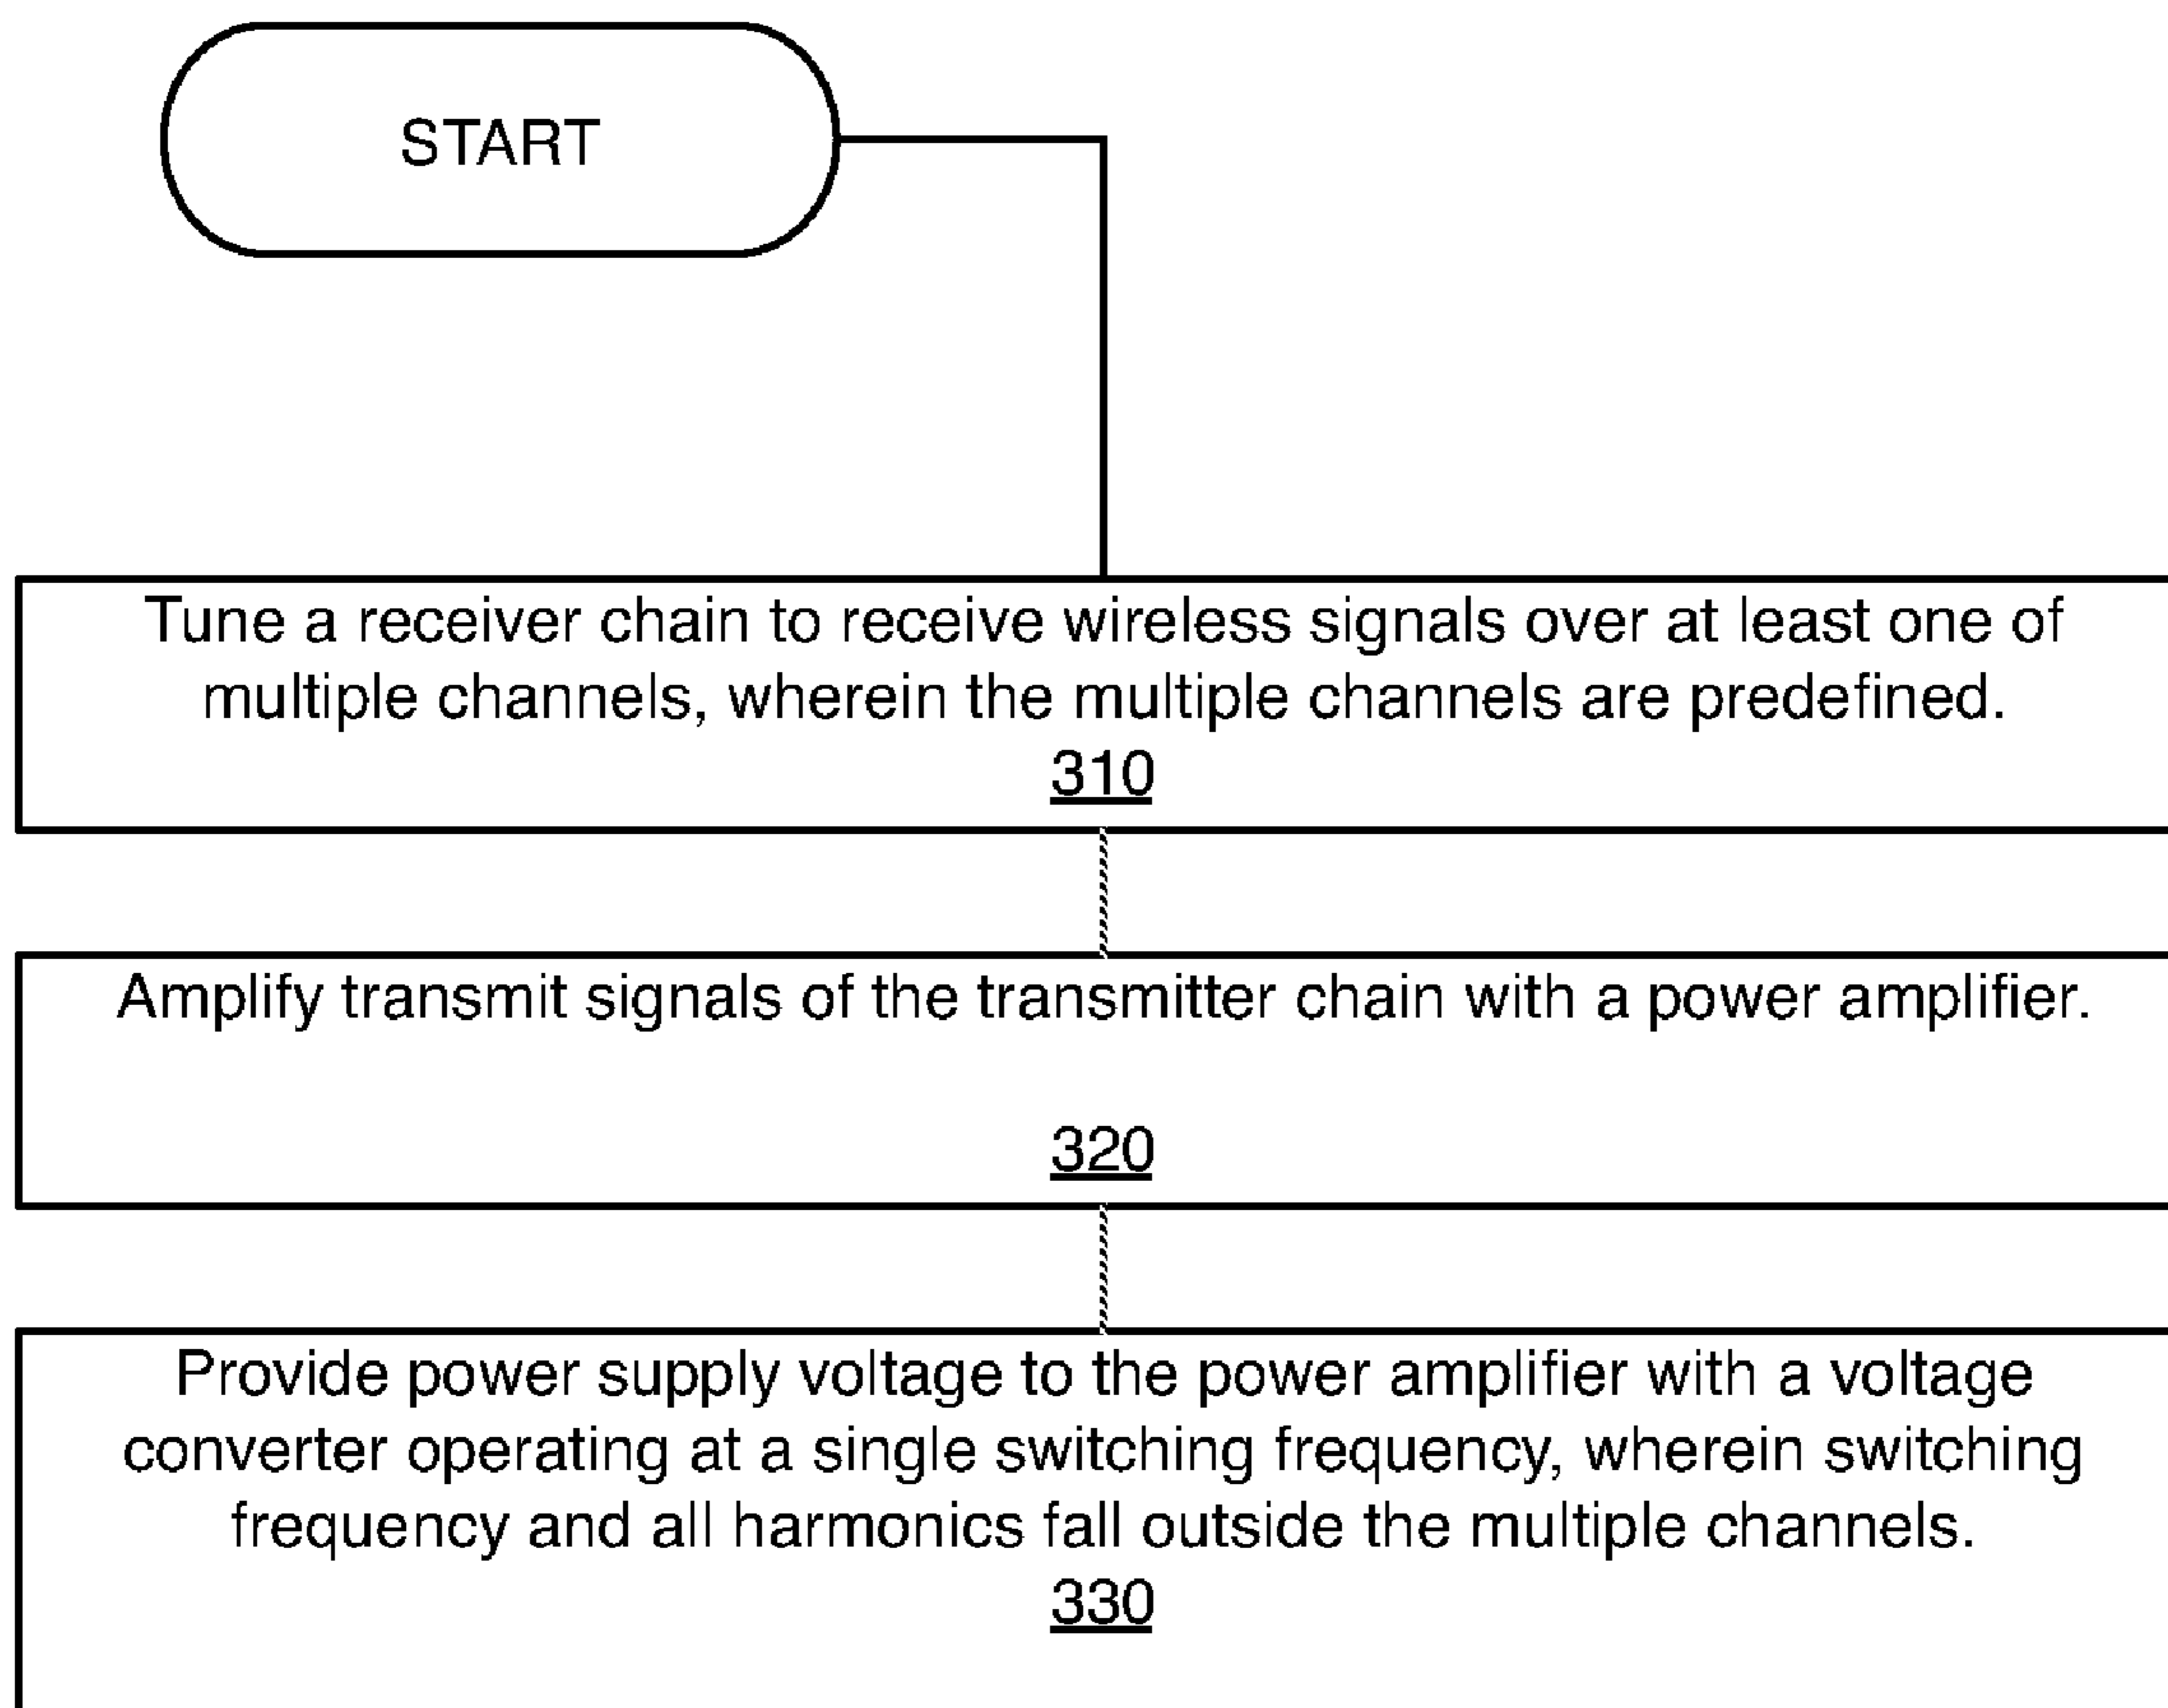 START
Tune a receiver chain to receive wireless signals over at least one of
multiple channels, wherein the multiple channels are predefined.
310
Amplify transmit signals of the transmitter chain with a power amplifier.
320
Provide power supply voltage to the power amplifier with a voltage
converter operating at a single switching frequency, wherein switching
frequency and all harmonics fall outside the multiple channels.
330